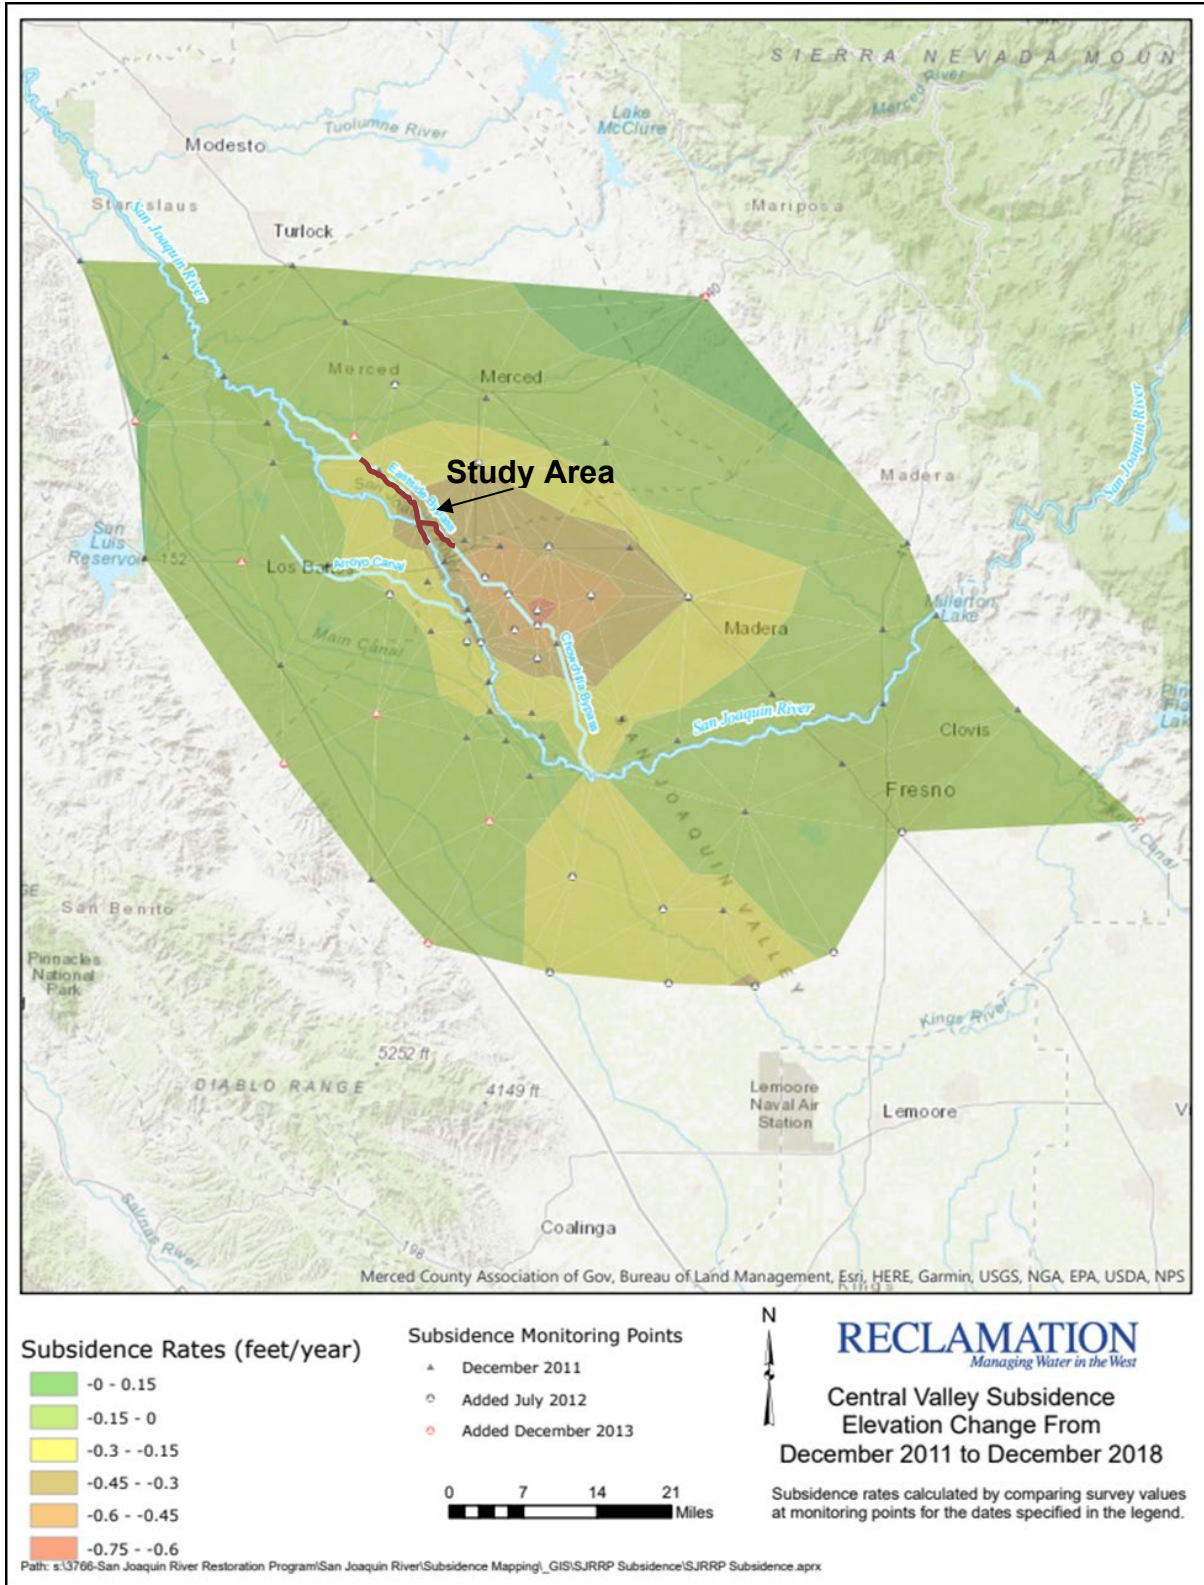 SIERRA NEVADA MOUN
Merced River
Lake
McClure
Tuolumne River
Modesto
Stanislaus
Mariposa
San Joaquin River
Turlock
40
Merced
Merced
San Joaquin River
Madera
Study Area
Eastside Bypass
San
Luis
Reservoir
152
Los Banos
Arroyo Canal
Millerton
Lake
Madera
Main Canal
Chowchilla Bypass
San Joaquin River
Clovis
SAN JOAQUIN VALLEY
Fresno
San Benito
Pinnacles
National
Park
Kings River
5252 ft
DIABLO RANGE
4149 ft
Lemoore
Naval Air
Station
Lemoore
Vi
Salinas River
Coalinga
198
Merced County Association of Gov, Bureau of Land Management, Esri, HERE, Garmin, USGS, NGA, EPA, USDA, NPS
Kings
Subsidence Rates (feet/year)
-0 - 0.15
-0.15 - 0
-0.3 - -0.15
-0.45 - -0.3
-0.6 - -0.45
-0.75 - -0.6
Subsidence Monitoring Points
December 2011
Added July 2012
Added December 2013
0 7 14 21
Miles
N
RECLAMATION
Managing Water in the West
Central Valley Subsidence
Elevation Change From
December 2011 to December 2018
Subsidence rates calculated by comparing survey values
at monitoring points for the dates specified in the legend.
Path: s:\3766-San Joaquin River Restoration Program\San Joaquin River\Subsidence Mapping\_GIS\SJRRP Subsidence\SJRRP Subsidence.aprx